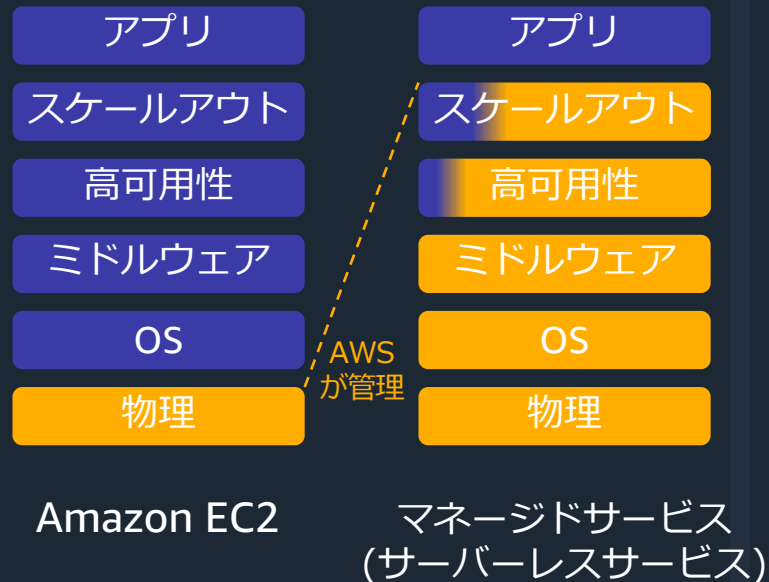 アプリ
スケールアウト
高可用性
ミドルウェア
OS
物理
Amazon EC2
AWS
が管理
アプリ
スケールアウト
高可用性
ミドルウェア
OS
物理
マネージドサービス
(サーバーレスサービス)